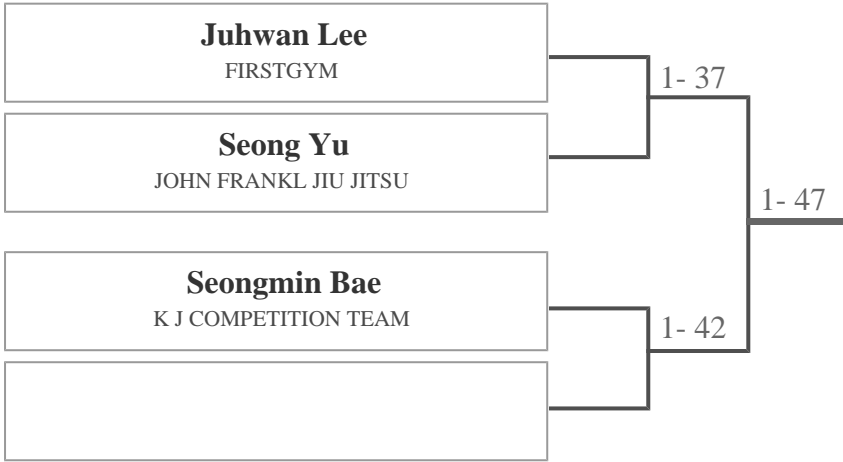 Juhwan Lee
FIRSTGYM
1- 37
Seong Yu
JOHN FRANKL JIU JITSU
1- 47
Seongmin Bae
K J COMPETITION TEAM
1- 42